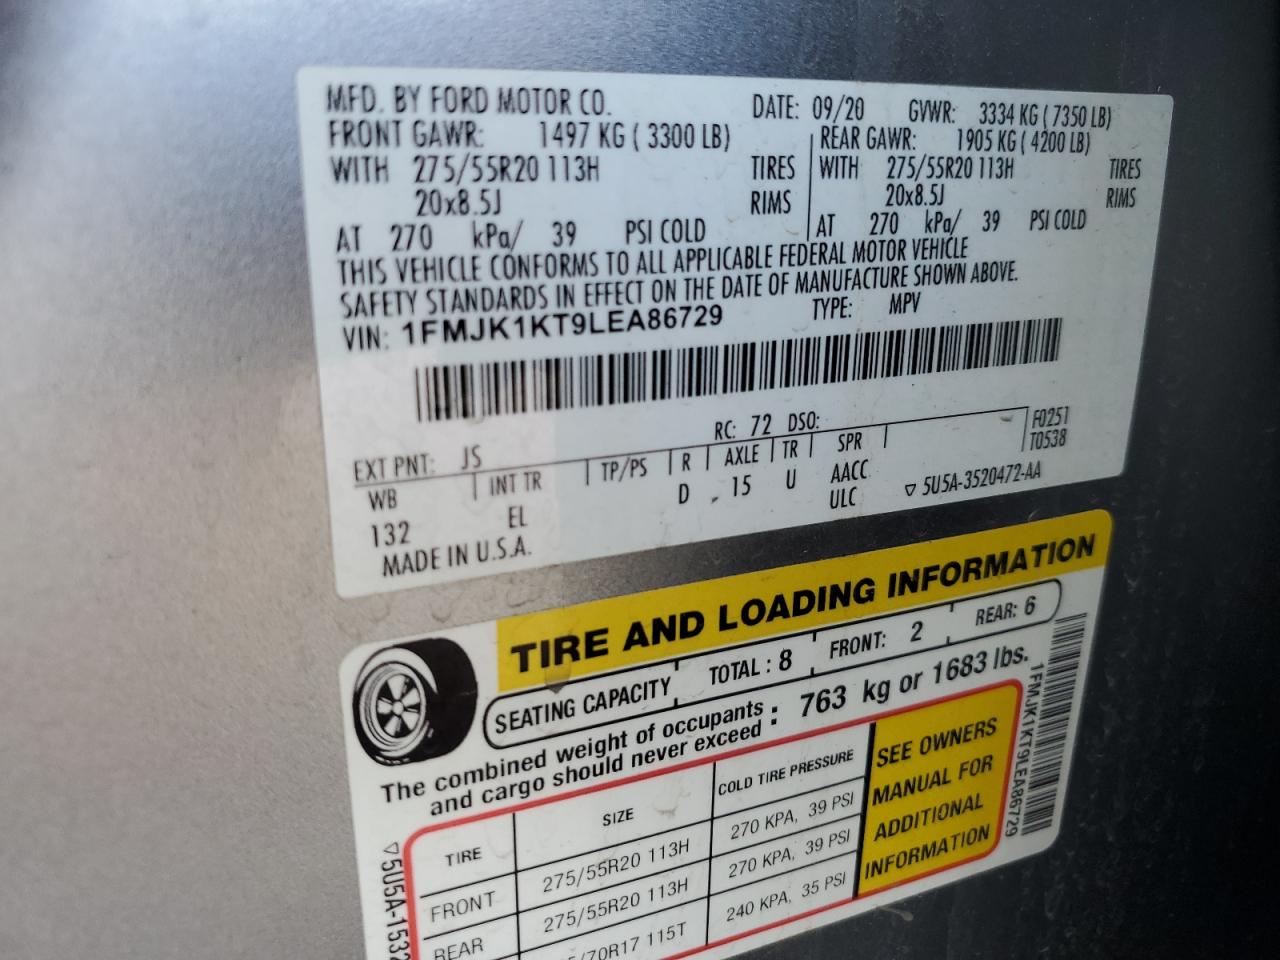 MFD. BY FORD MOTOR CO. DATE: 09/20 GVWR: 3334 KG ( 7350 LB)
FRONT GAWR: 1497 KG ( 3300 LB) REAR GAWR: 1905 KG ( 4200 LB)
WITH 275/55R20 113H TIRES WITH 275/55R20 113H TIRES
20x8.5J RIMS 20x8.5J RIMS
AT 270 kPa/ 39 PSI COLD AT 270 kPa/ 39 PSI COLD
THIS VEHICLE CONFORMS TO ALL APPLICABLE FEDERAL MOTOR VEHICLE
SAFETY STANDARDS IN EFFECT ON THE DATE OF MANUFACTURE SHOWN ABOVE.
VIN: 1FMJK1KT9LEA86729 TYPE: MPV
EXT PNT: JS RC: 72 DSO: F0251
WB INT TR TP/PS R AXLE TR SPR T0538
132 EL D 15 U AACC
ULC ▽ 5U5A-3520472-AA
MADE IN U.S.A.
TIRE AND LOADING INFORMATION
SEATING CAPACITY TOTAL : 8 FRONT: 2 REAR: 6
The combined weight of occupants
and cargo should never exceed : 763 kg or 1683 lbs.
TIRE SIZE COLD TIRE PRESSURE
FRONT 275/55R20 113H 270 KPA, 39 PSI
REAR 275/55R20 113H 270 KPA, 39 PSI
/70R17 115T 240 KPA, 35 PSI
SEE OWNERS
MANUAL FOR
ADDITIONAL
INFORMATION
1FMJK1KT9LEA86729
▽5U5A-1532